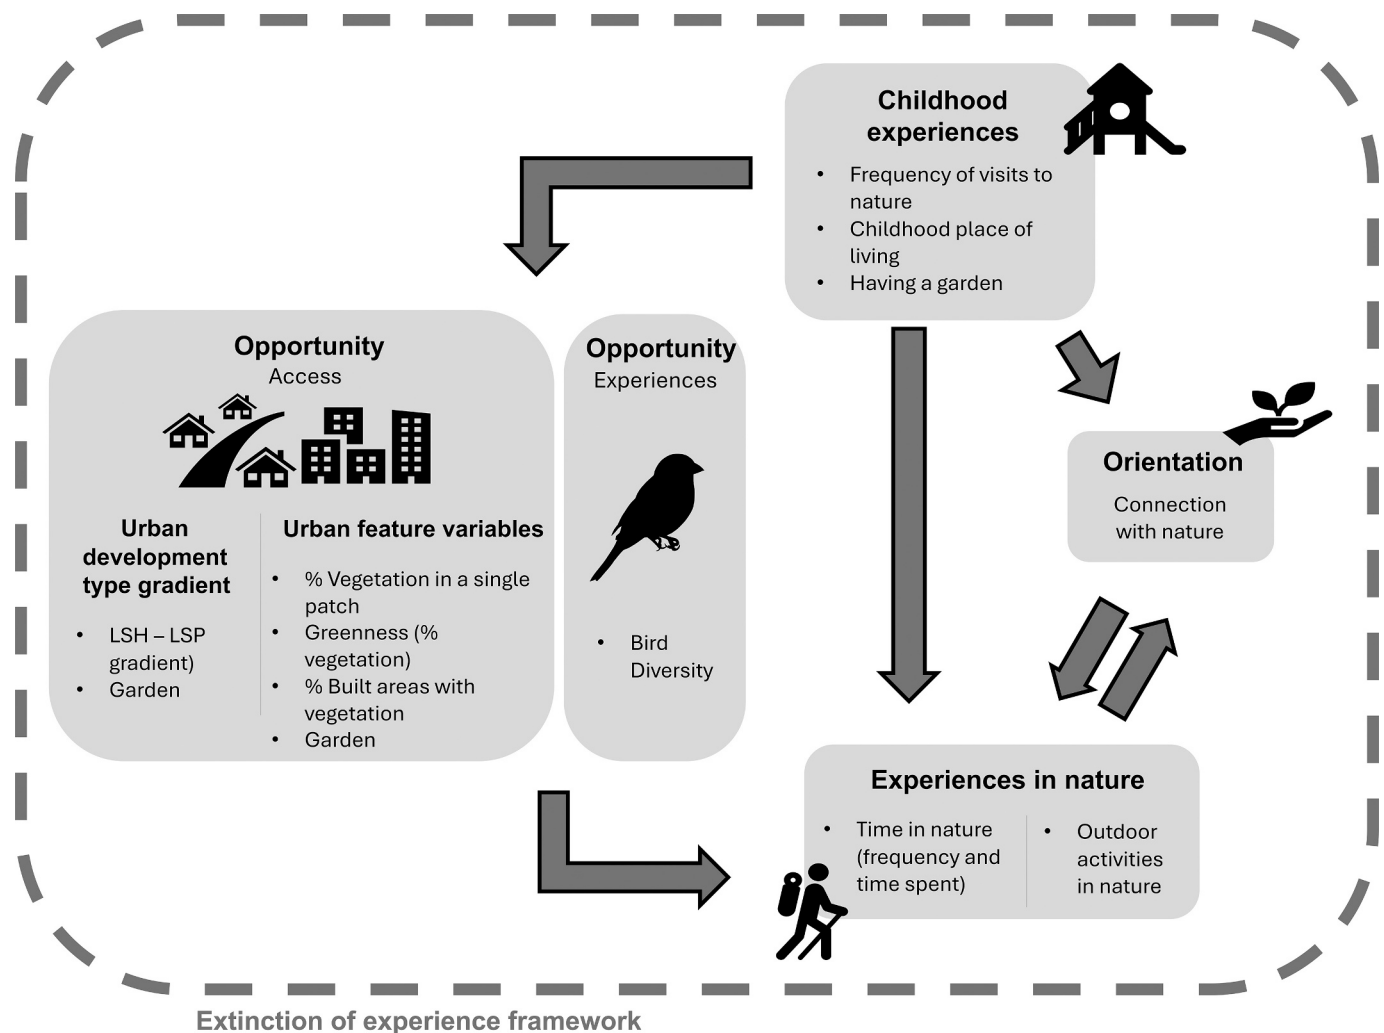 Childhood
experiences
• Frequency of visits to
nature
• Childhood place of
living
• Having a garden
Opportunity
Access
Urban
development
type gradient
• LSH – LSP
gradient)
• Garden
Urban feature variables
• % Vegetation in a single
patch
• Greenness (%
vegetation)
• % Built areas with
vegetation
• Garden
Opportunity
Experiences
• Bird
Diversity
Orientation
Connection
with nature
Experiences in nature
• Time in nature
(frequency and
time spent)
• Outdoor
activities
in nature
Extinction of experience framework